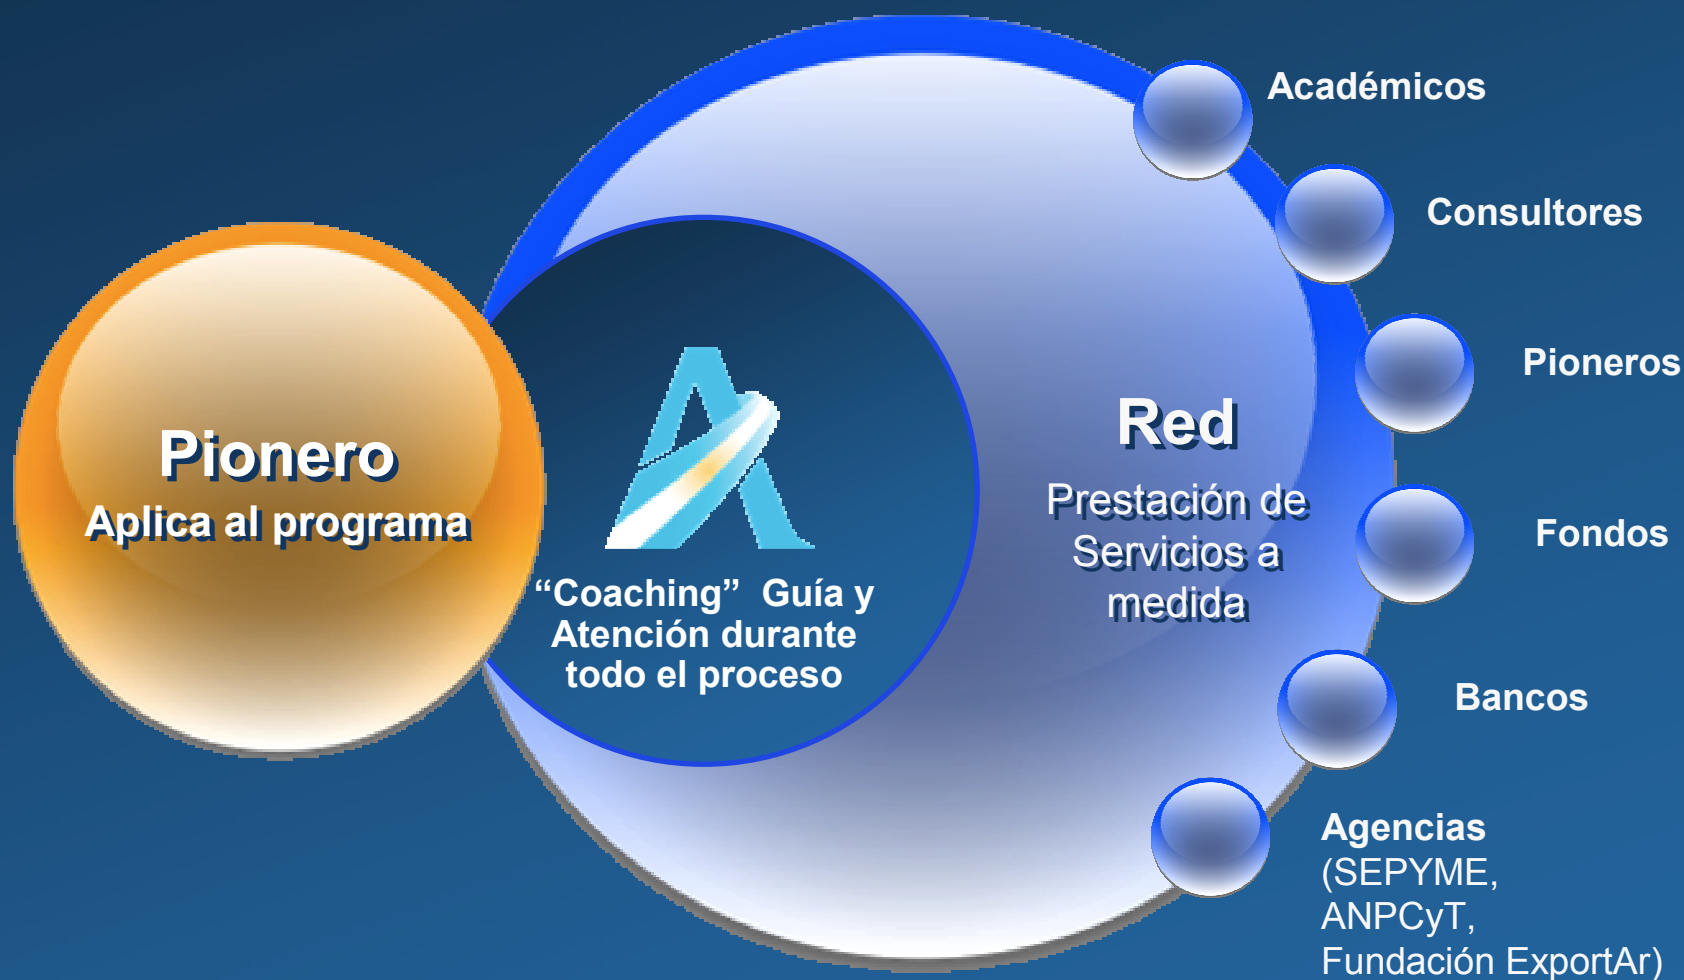 Pionero
Aplica al programa
“Coaching” Guía y
Atención durante
todo el proceso
Red
Prestación de
Servicios a
medida
Académicos
Consultores
Pioneros
Fondos
Bancos
Agencias
(SEPYME,
ANPCyT,
Fundación ExportAr)